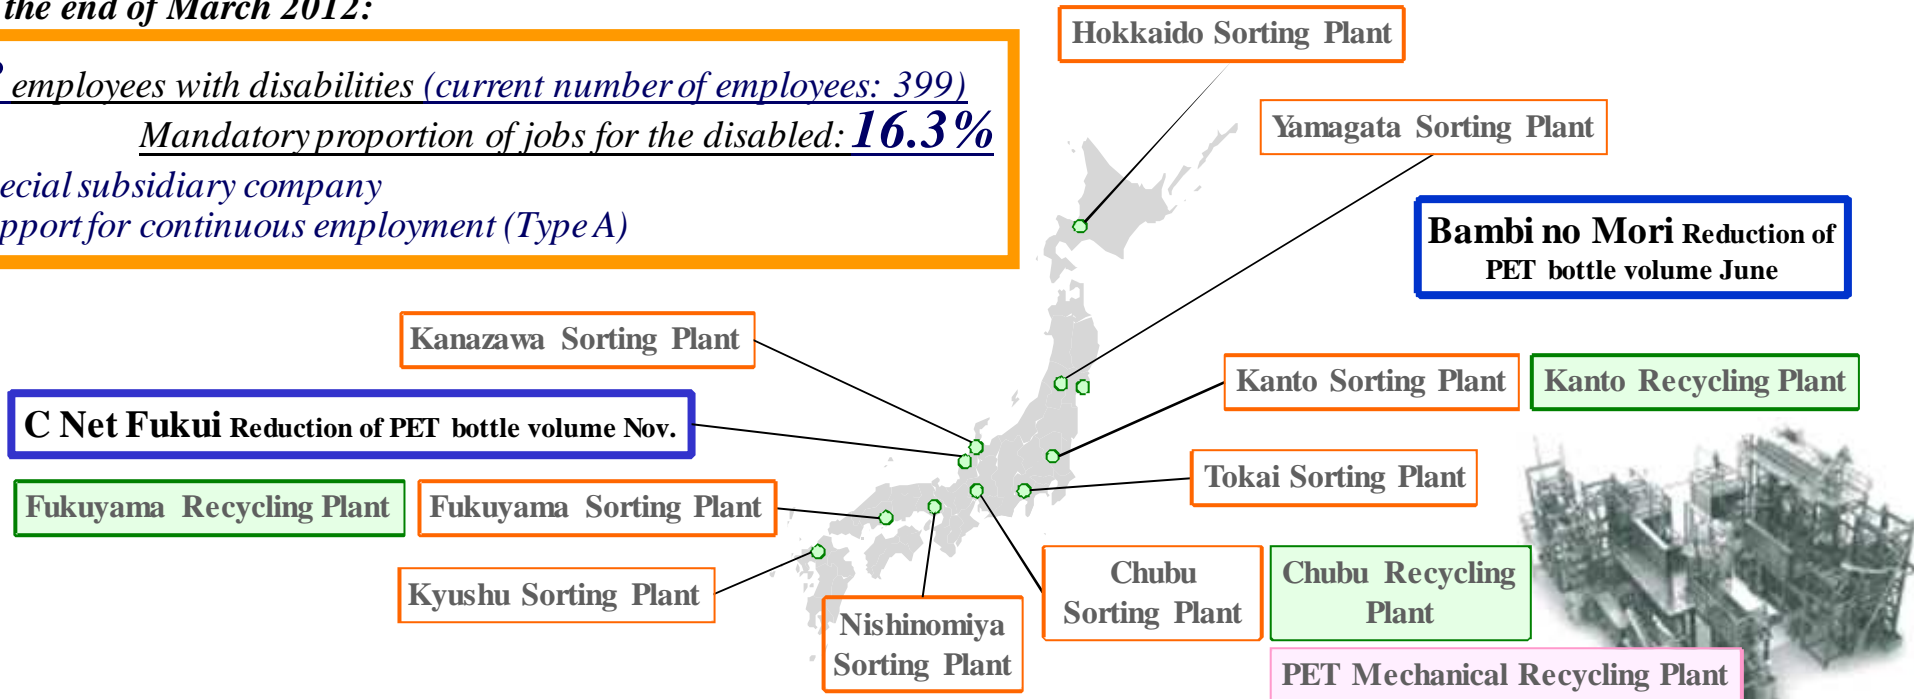 the end of March 2012:
employees with disabilities (current number of employees: 399)
Mandatory proportion of jobs for the disabled: 16.3%
ecial subsidiary company
pport for continuous employment (Type A)
Hokkaido Sorting Plant
Yamagata Sorting Plant
Bambi no Mori Reduction of
PET bottle volume June
Kanazawa Sorting Plant
Kanto Sorting Plant
Kanto Recycling Plant
C Net Fukui Reduction of PET bottle volume Nov.
Tokai Sorting Plant
Fukuyama Recycling Plant
Fukuyama Sorting Plant
Chubu
Sorting Plant
Chubu Recycling
Plant
Kyushu Sorting Plant
Nishinomiya
Sorting Plant
PET Mechanical Recycling Plant